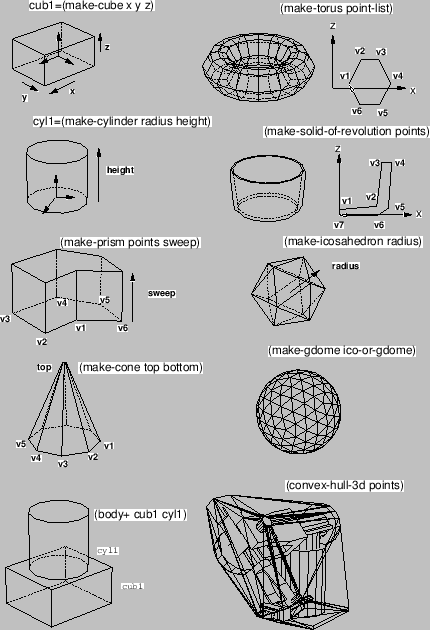 cub1=(make-cube x y z)
z
y
x
(make-torus point-list)
Z
v2
v3
v1
v4
X
v6
v5
cyl1=(make-cylinder radius height)
height
(make-solid-of-revolution points)
Z
v3
v4
v1
v2
v5
X
v7
v6
(make-prism points sweep)
sweep
v4
v5
v3
v1
v6
v2
(make-icosahedron radius)
radius
top
(make-cone top bottom)
v5
v1
v4
v2
v3
(make-gdome ico-or-gdome)
(body+ cub1 cyl1)
cyl1
cub1
(convex-hull-3d points)